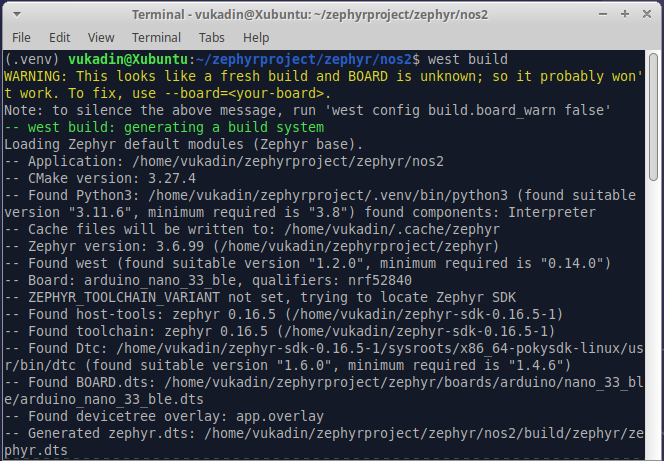 Terminal - vukadin@Xubuntu: ~/zephyrproject/zephyr/nos2
File Edit View Terminal Tabs Help
(.venv) vukadin@Xubuntu:~/zephyrproject/zephyr/nos2$ west build
WARNING: This looks like a fresh build and BOARD is unknown; so it probably won'
t work. To fix, use --board=<your-board>.
Note: to silence the above message, run 'west config build.board_warn false'
-- west build: generating a build system
Loading Zephyr default modules (Zephyr base).
-- Application: /home/vukadin/zephyrproject/zephyr/nos2
-- CMake version: 3.27.4
-- Found Python3: /home/vukadin/zephyrproject/.venv/bin/python3 (found suitable
version "3.11.6", minimum required is "3.8") found components: Interpreter
-- Cache files will be written to: /home/vukadin/.cache/zephyr
-- Zephyr version: 3.6.99 (/home/vukadin/zephyrproject/zephyr)
-- Found west (found suitable version "1.2.0", minimum required is "0.14.0")
-- Board: arduino_nano_33_ble, qualifiers: nrf52840
-- ZEPHYR_TOOLCHAIN_VARIANT not set, trying to locate Zephyr SDK
-- Found host-tools: zephyr 0.16.5 (/home/vukadin/zephyr-sdk-0.16.5-1)
-- Found toolchain: zephyr 0.16.5 (/home/vukadin/zephyr-sdk-0.16.5-1)
-- Found Dtc: /home/vukadin/zephyr-sdk-0.16.5-1/sysroots/x86_64-pokysdk-linux/us
r/bin/dtc (found suitable version "1.6.0", minimum required is "1.4.6")
-- Found BOARD.dts: /home/vukadin/zephyrproject/zephyr/boards/arduino/nano_33_bl
e/arduino_nano_33_ble.dts
-- Found devicetree overlay: app.overlay
-- Generated zephyr.dts: /home/vukadin/zephyrproject/zephyr/nos2/build/zephyr/ze
phyr.dts